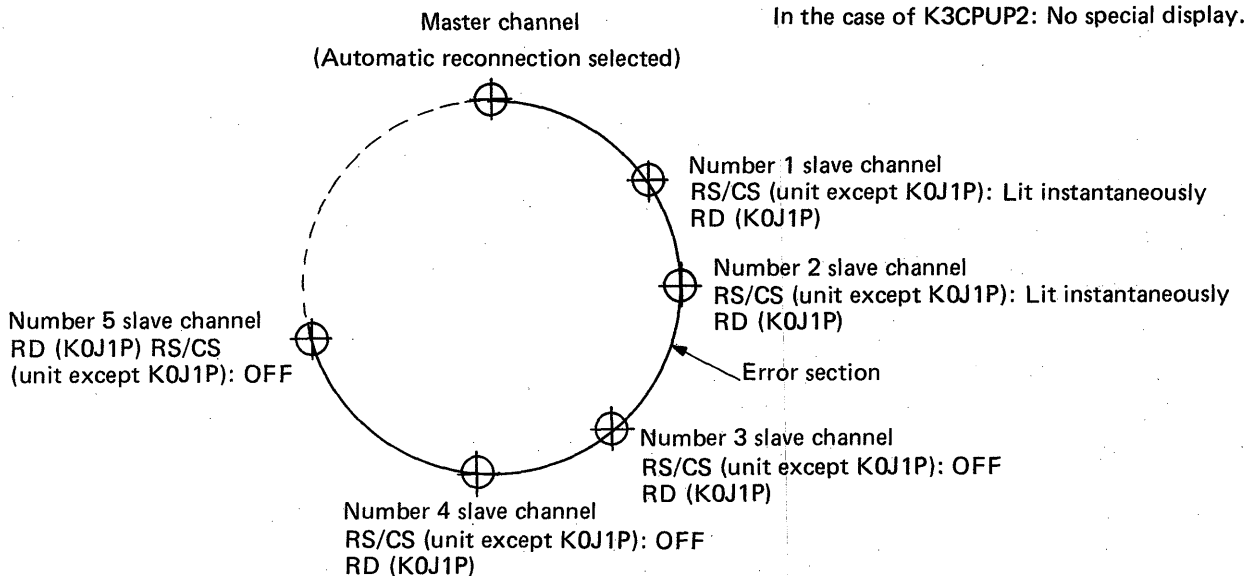 In the case of K3CPUP2: No special display.
Master channel
(Automatic reconnection selected)
Number 1 slave channel
RS/CS (unit except K0J1P): Lit instantaneously
RD (K0J1P)
Number 2 slave channel
RS/CS (unit except K0J1P): Lit instantaneously
RD (K0J1P)
Number 5 slave channel
RD (K0J1P) RS/CS
(unit except K0J1P): OFF
Error section
Number 3 slave channel
RS/CS (unit except K0J1P): OFF
RD (K0J1P)
Number 4 slave channel
RS/CS (unit except K0J1P): OFF
RD (K0J1P)